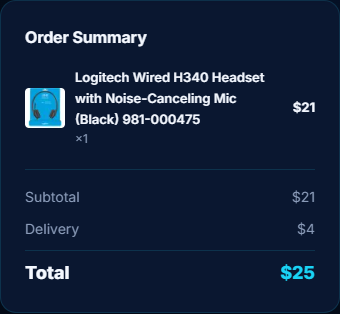 Order Summary
Logitech Wired H340 Headset
with Noise-Canceling Mic
(Black) 981-000475
$21
×1
Subtotal $21
Delivery $4
Total $25